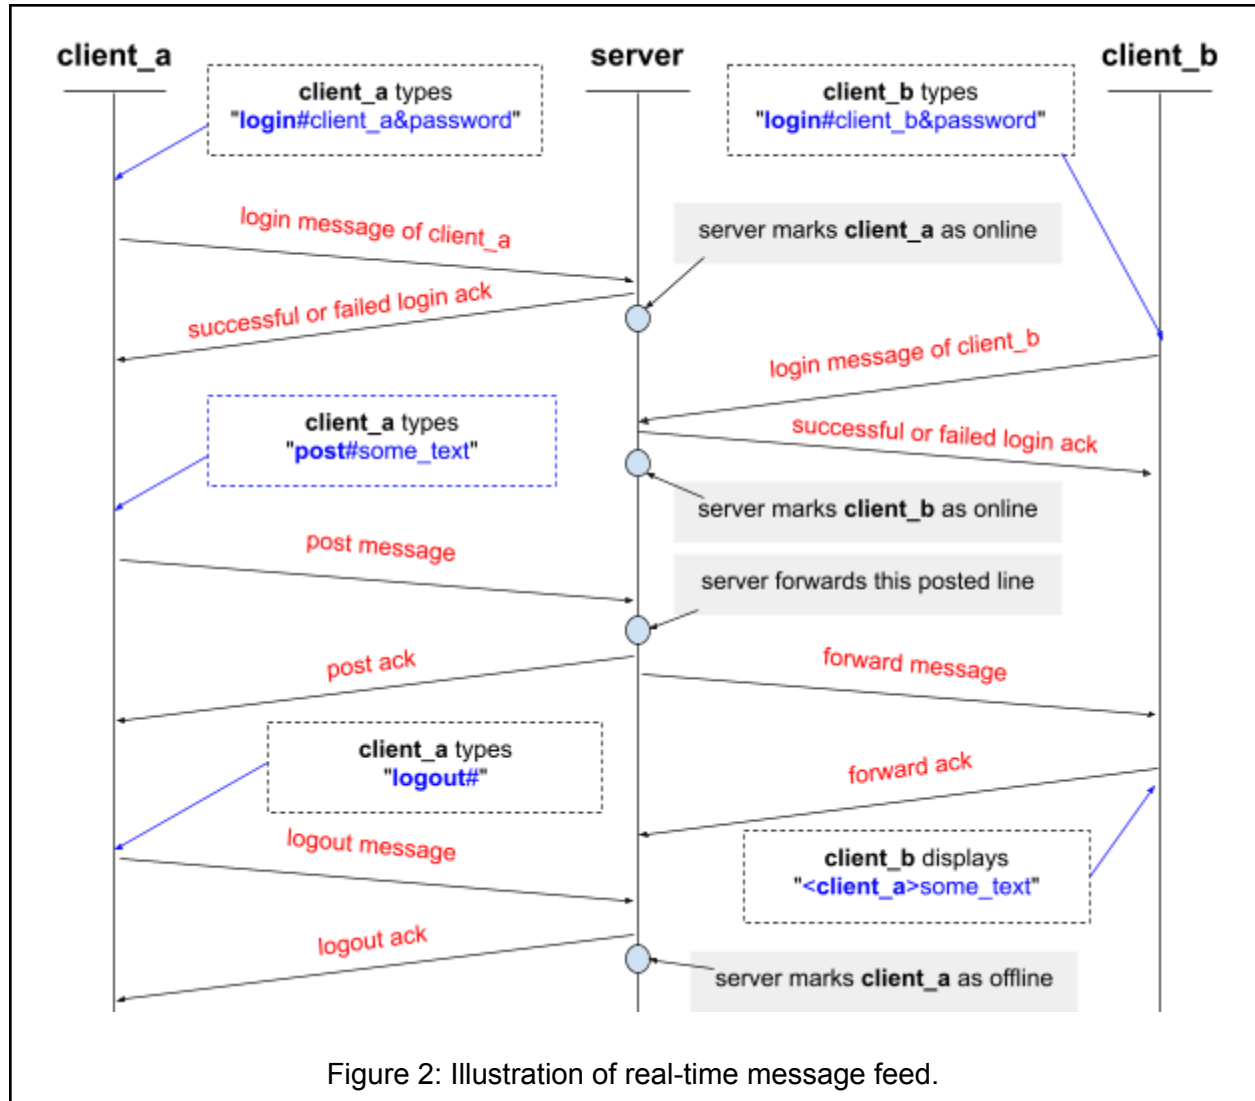 client_a
server
client_b
client_a types
"login#client_a&password"
client_b types
"login#client_b&password"
login message of client_a
server marks client_a as online
successful or failed login ack
login message of client_b
client_a types
"post#some_text"
successful or failed login ack
server marks client_b as online
post message
server forwards this posted line
post ack
forward message
client_a types
"logout#"
forward ack
logout message
client_b displays
"<client_a>some_text"
logout ack
server marks client_a as offline
Figure 2: Illustration of real-time message feed.